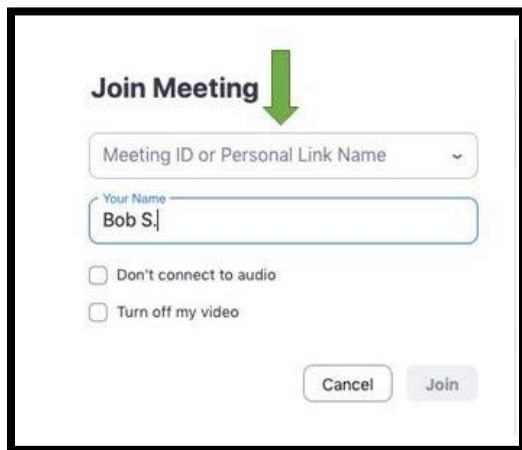 Join Meeting
Meeting ID or Personal Link Name
Your Name
Bob S.
Don't connect to audio
Turn off my video
Cancel Join